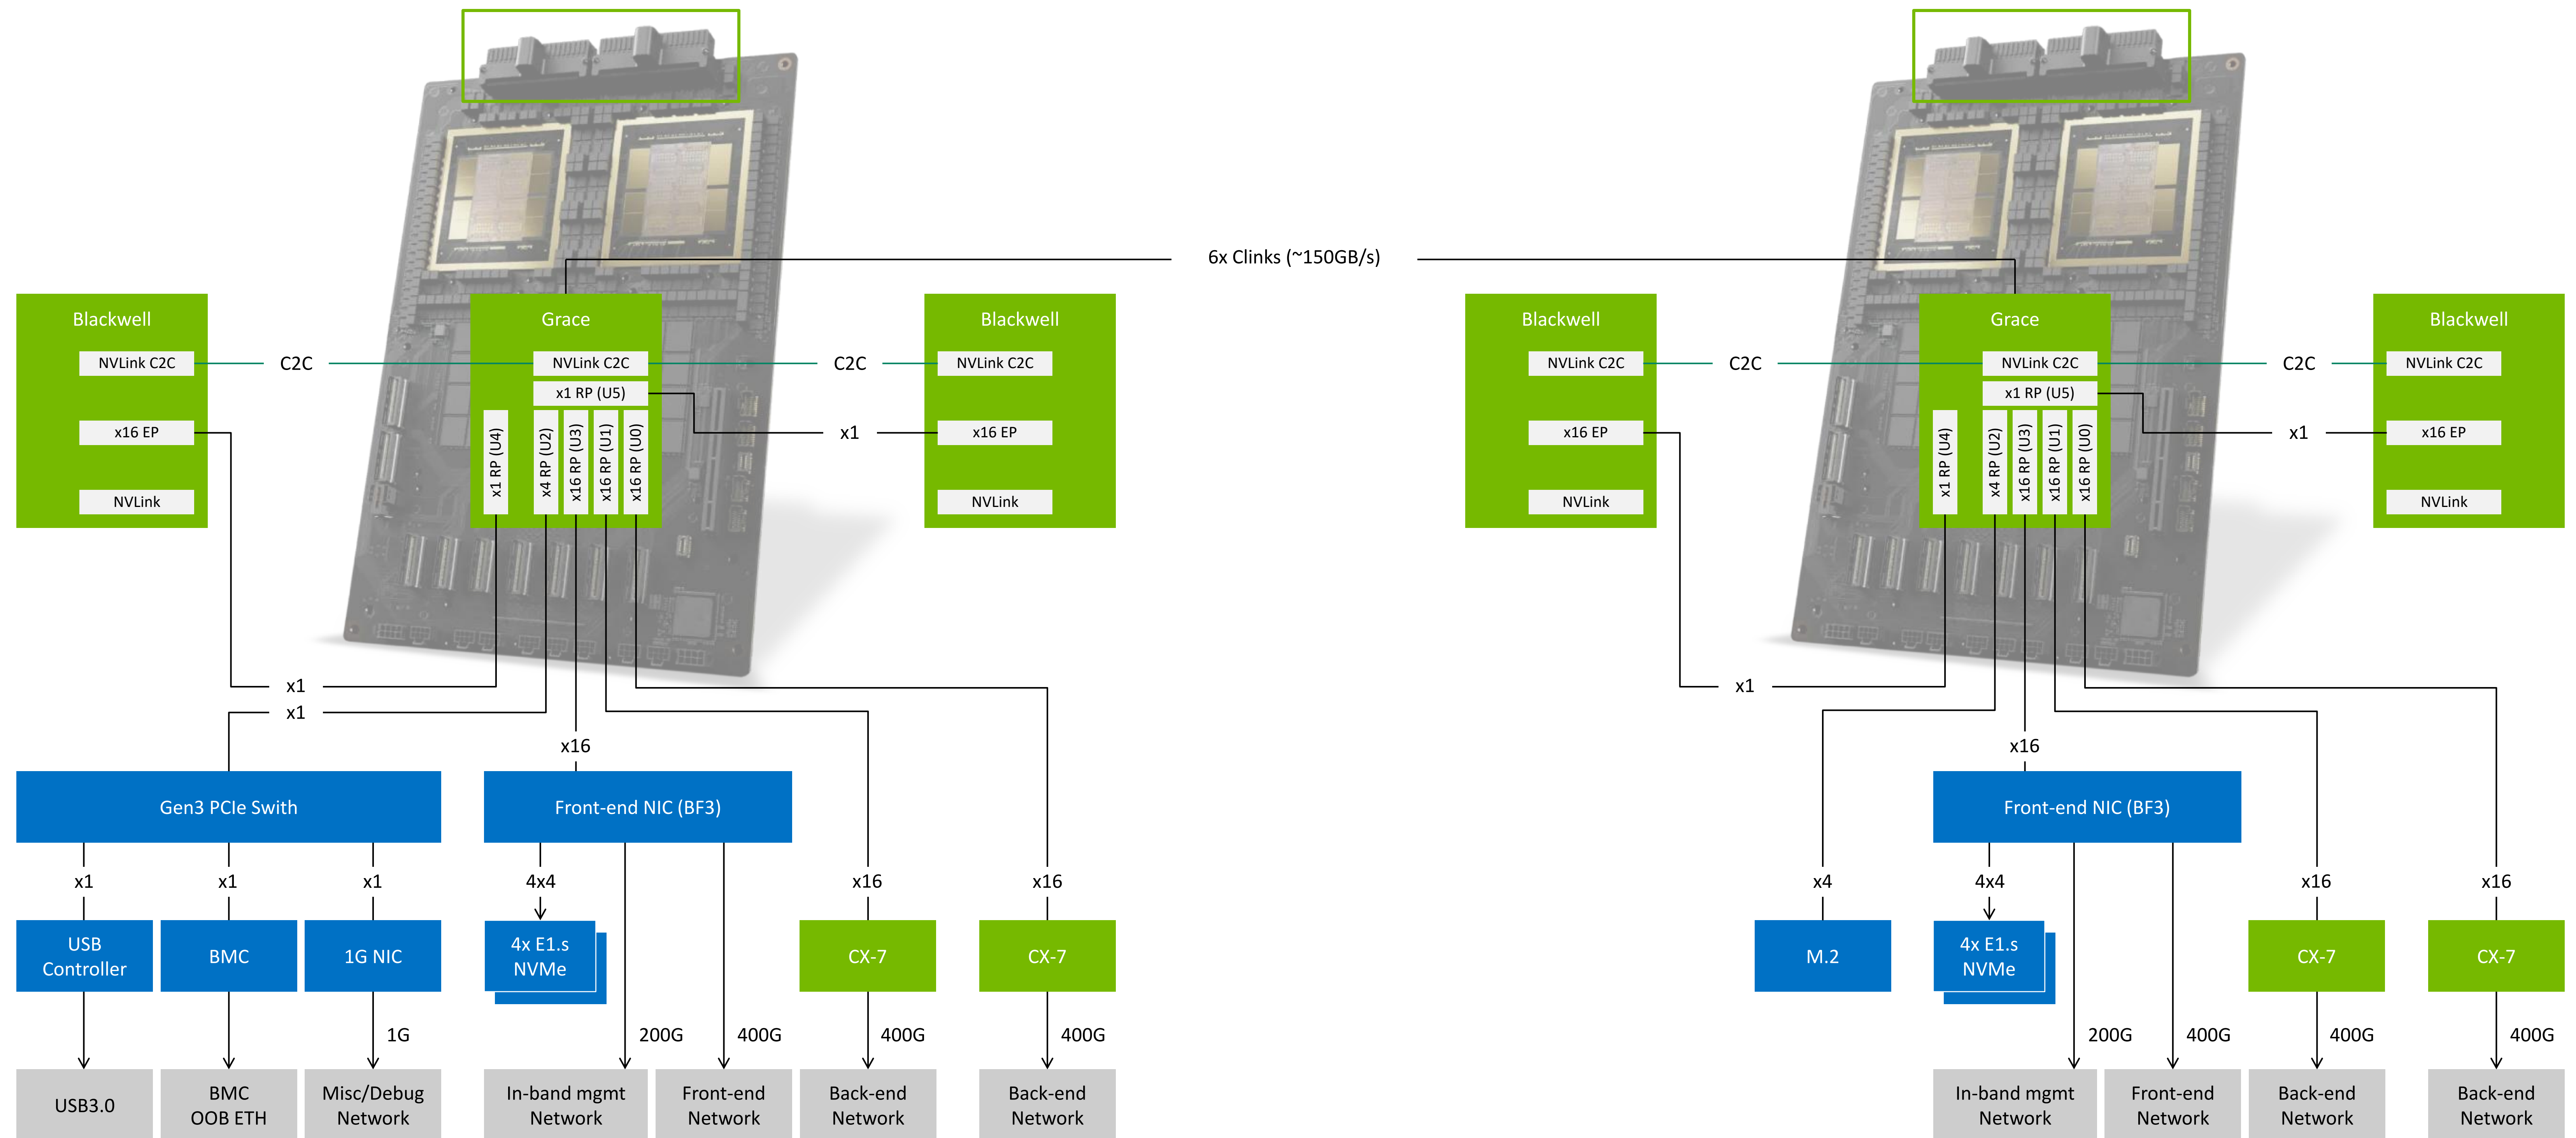 6x Clinks (~150GB/s)
Blackwell
NVLink C2C
x16 EP
NVLink
C2C
Grace
NVLink C2C
x1 RP (U5)
x1 RP (U4)
x4 RP (U2)
x16 RP (U3)
x16 RP (U1)
x16 RP (U0)
C2C
x1
Blackwell
NVLink C2C
x16 EP
NVLink
Blackwell
NVLink C2C
x16 EP
NVLink
C2C
Grace
NVLink C2C
x1 RP (U5)
x1 RP (U4)
x4 RP (U2)
x16 RP (U3)
x16 RP (U1)
x16 RP (U0)
C2C
x1
Blackwell
NVLink C2C
x16 EP
NVLink
x1
x1
x16
Gen3 PCIe Swith
Front-end NIC (BF3)
x1
x1
x1
4x4
x16
x16
USB
Controller
BMC
1G NIC
4x E1.s
NVMe
CX-7
CX-7
1G
200G
400G
400G
400G
USB3.0
BMC
OOB ETH
Misc/Debug
Network
In-band mgmt
Network
Front-end
Network
Back-end
Network
Back-end
Network
x1
x16
Front-end NIC (BF3)
x4
4x4
x16
x16
M.2
4x E1.s
NVMe
CX-7
CX-7
200G
400G
400G
400G
In-band mgmt
Network
Front-end
Network
Back-end
Network
Back-end
Network